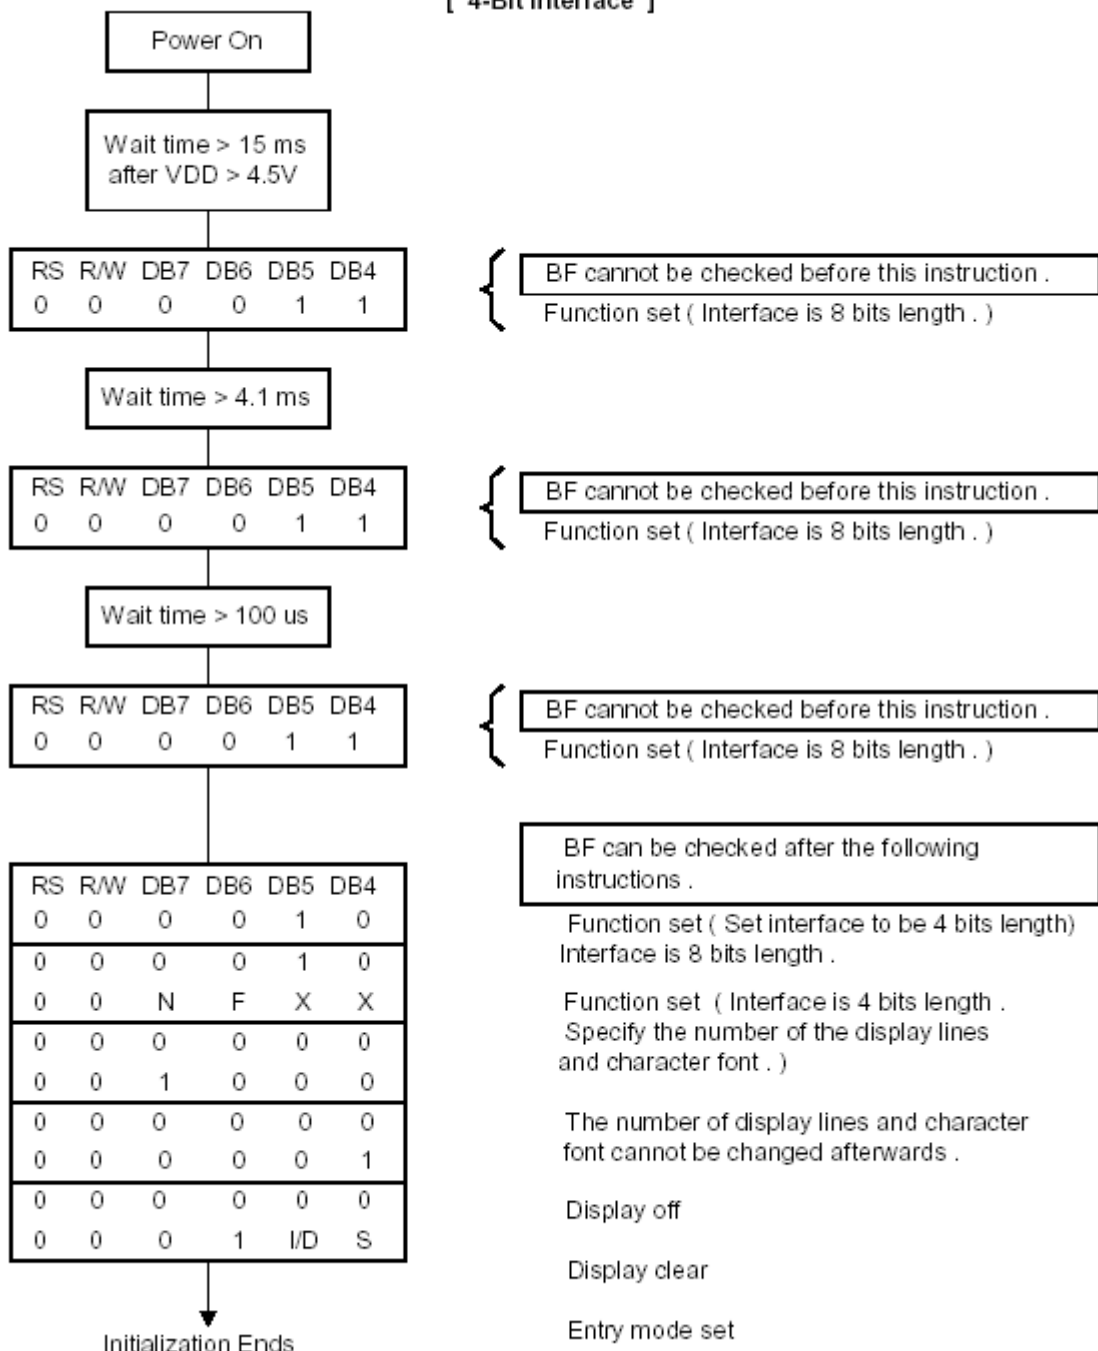 [ 4-Bit Interface ]
Power On
Wait time > 15 ms
after VDD > 4.5V
RS R/W DB7 DB6 DB5 DB4
0 0 0 0 1 1
BF cannot be checked before this instruction .
Function set ( Interface is 8 bits length . )
Wait time > 4.1 ms
RS R/W DB7 DB6 DB5 DB4
0 0 0 0 1 1
BF cannot be checked before this instruction .
Function set ( Interface is 8 bits length . )
Wait time > 100 us
RS R/W DB7 DB6 DB5 DB4
0 0 0 0 1 1
BF cannot be checked before this instruction .
Function set ( Interface is 8 bits length . )
RS R/W DB7 DB6 DB5 DB4
0 0 0 0 1 0
0 0 0 0 1 0
0 0 N F X X
0 0 0 0 0 0
0 0 1 0 0 0
0 0 0 0 0 0
0 0 0 0 0 1
0 0 0 0 0 0
0 0 0 1 I/D S
BF can be checked after the following
instructions .
Function set ( Set interface to be 4 bits length)
Interface is 8 bits length .
Function set ( Interface is 4 bits length .
Specify the number of the display lines
and character font . )
The number of display lines and character
font cannot be changed afterwards .
Display off
Display clear
Entry mode set
Initialization Ends